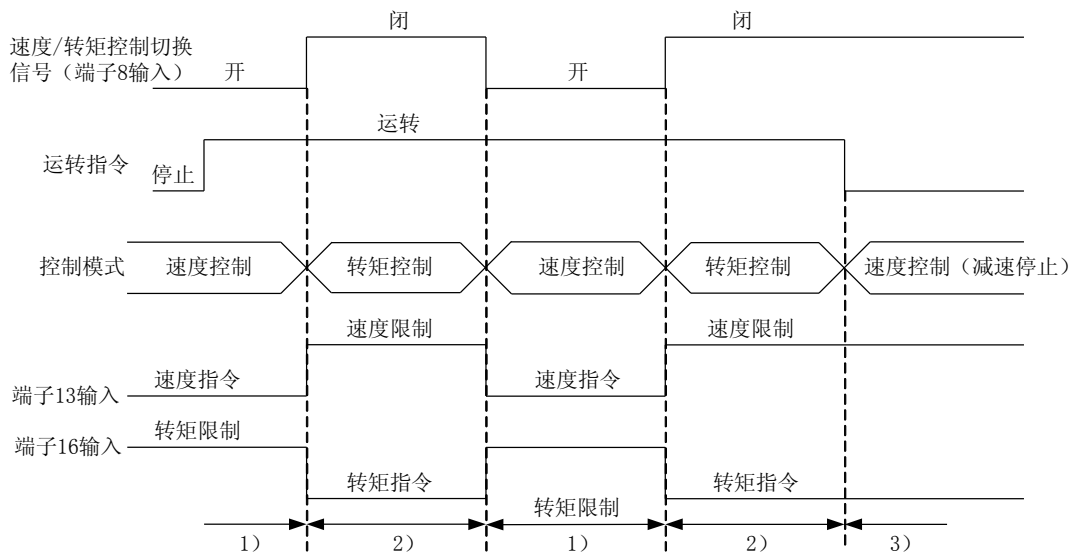 闭
闭
速度/转矩控制切换
信号（端子8输入）
开
开
运转
运转指令
停止
控制模式
速度控制
转矩控制
速度控制
转矩控制
速度控制（减速停止）
速度限制
速度限制
端子13输入
速度指令
速度指令
端子16输入
转矩限制
转矩指令
转矩限制
转矩指令
1）
2）
1）
2）
3）